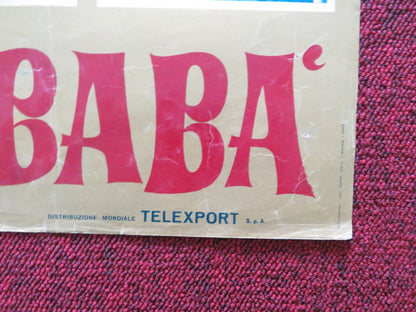 BABA'
DISTRIBUZIONE MONDIALE TELEXPORT S.p.A.